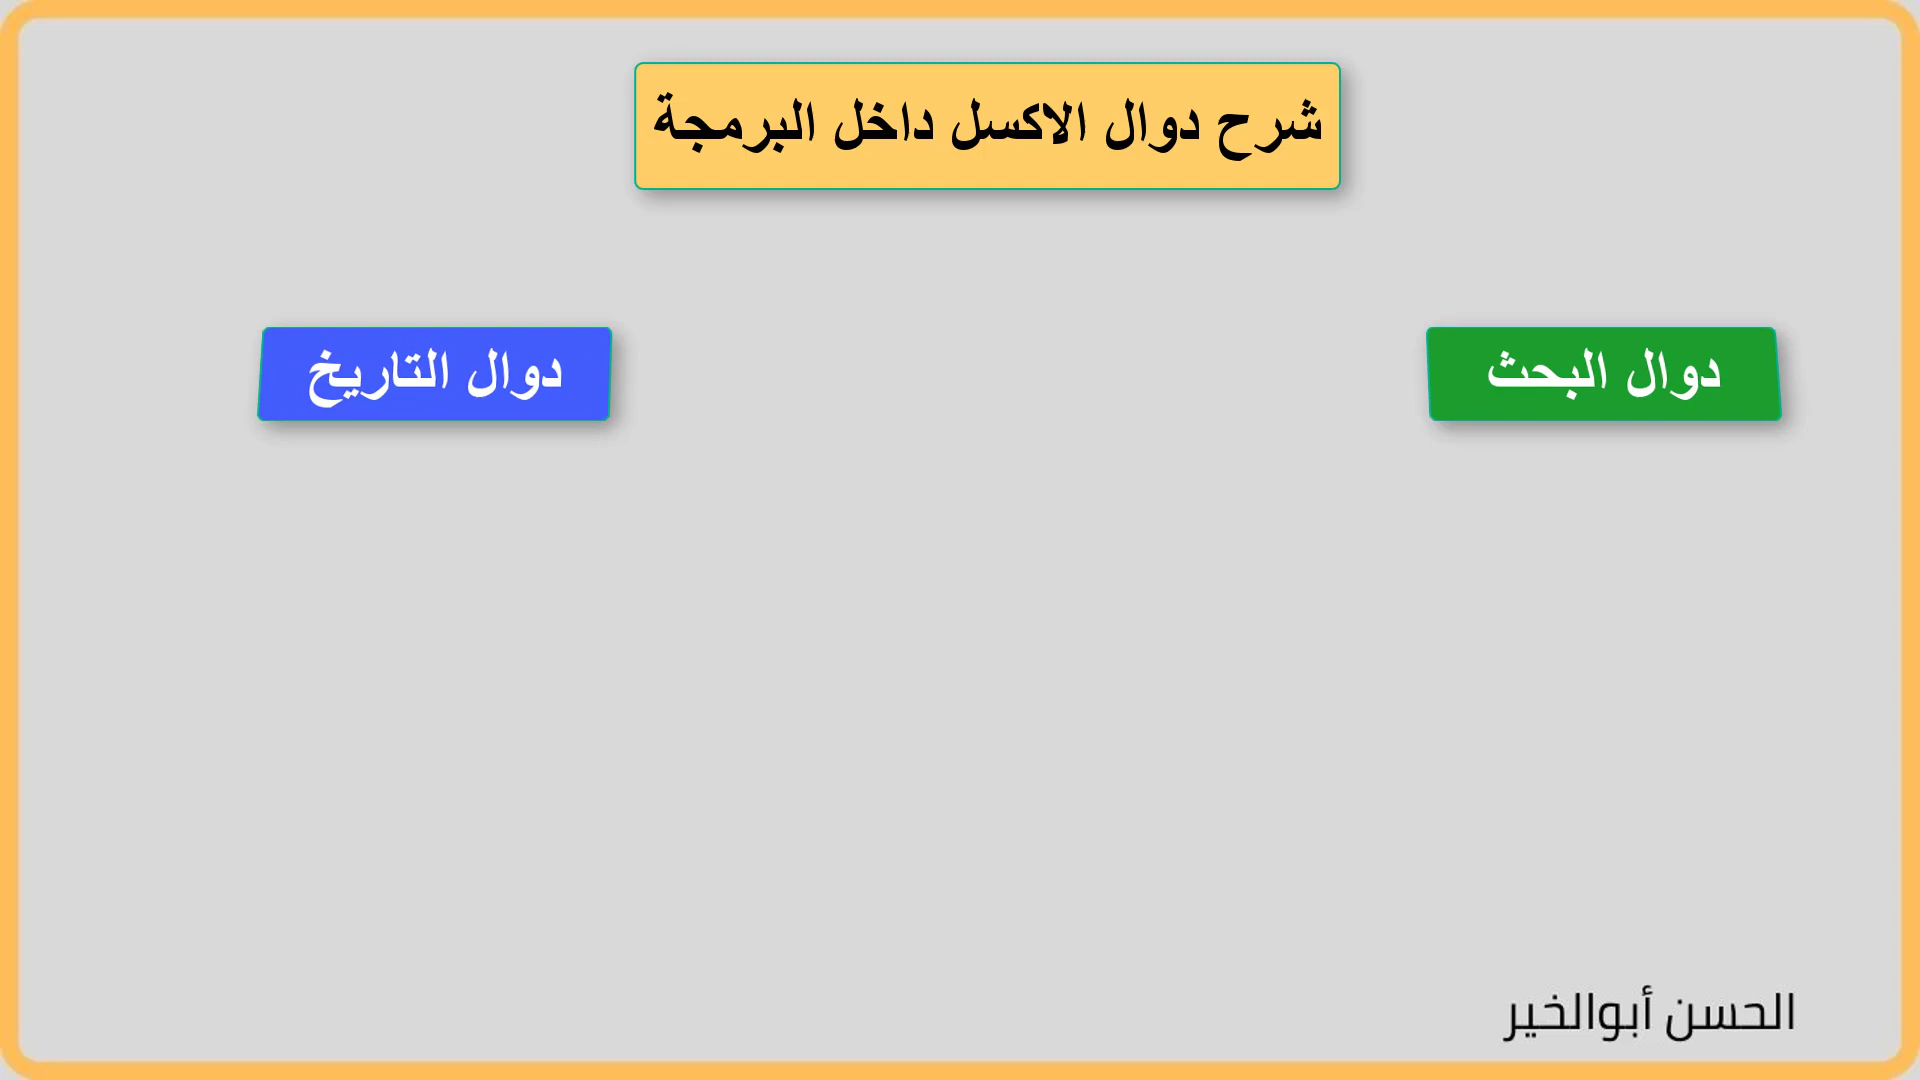 شرح دوال الاكسل داخل البرمجة
دوال البحث
دوال التاريخ
الحسن أبوالخير